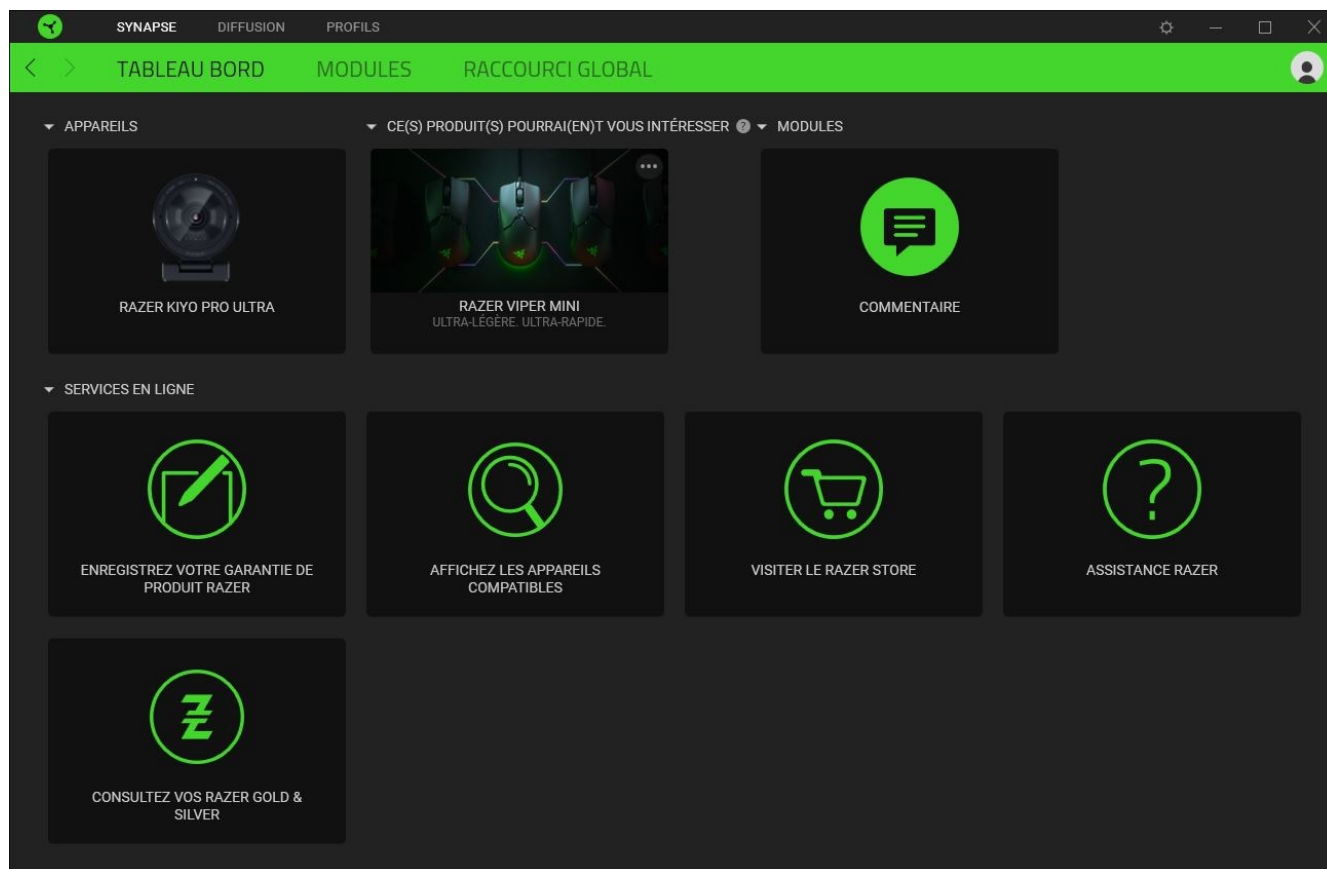 SYNAPSE DIFFUSION PROFILS
TABLEAU BORD MODULES RACCOURCI GLOBAL
APPAREILS
CE(S) PRODUIT(S) POURRAI(EN)T VOUS INTÉRESSER ?
MODULES
RAZER KIYO PRO ULTRA
RAZER VIPER MINI
ULTRA-LÉGÈRE. ULTRA-RAPIDE.
COMMENTAIRE
SERVICES EN LIGNE
ENREGISTREZ VOTRE GARANTIE DE
PRODUIT RAZER
AFFICHEZ LES APPAREILS
COMPATIBLES
VISITER LE RAZER STORE
ASSISTANCE RAZER
CONSULTEZ VOS RAZER GOLD &
SILVER